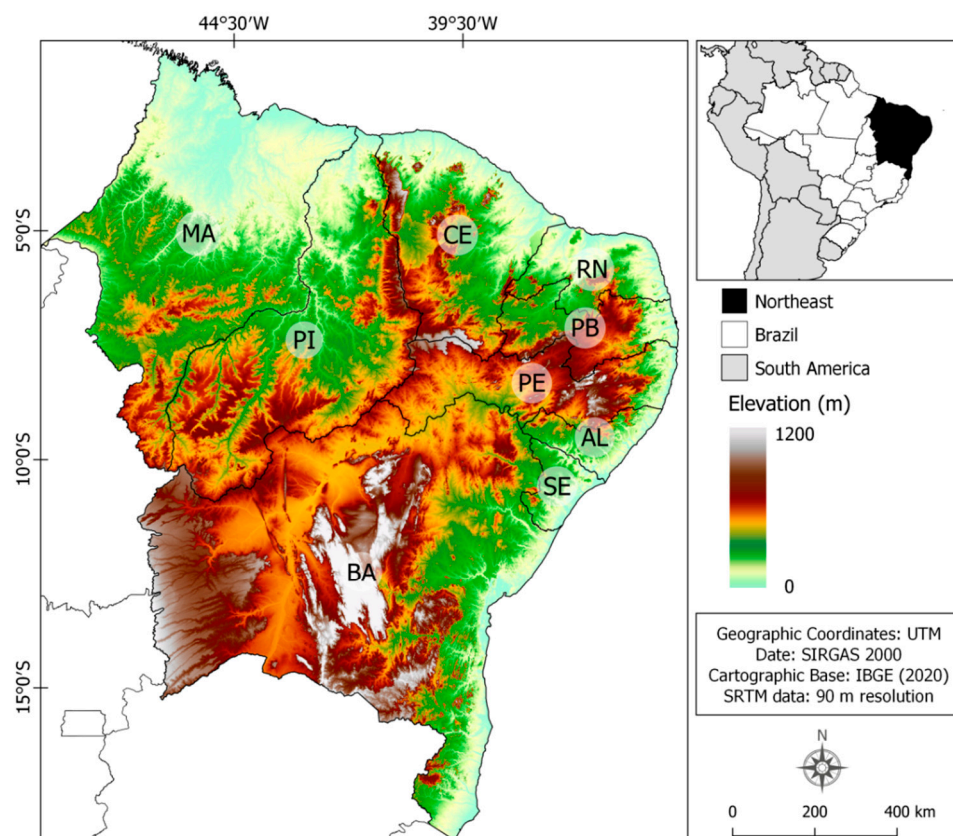 44°30'W
39°30'W
5°0'S
10°0'S
15°0'S
MA
CE
RN
PI
PB
PE
AL
SE
BA
Northeast
Brazil
South America
Elevation (m)
1200
0
Geographic Coordinates: UTM
Date: SIRGAS 2000
Cartographic Base: IBGE (2020)
SRTM data: 90 m resolution
N
0 200 400 km